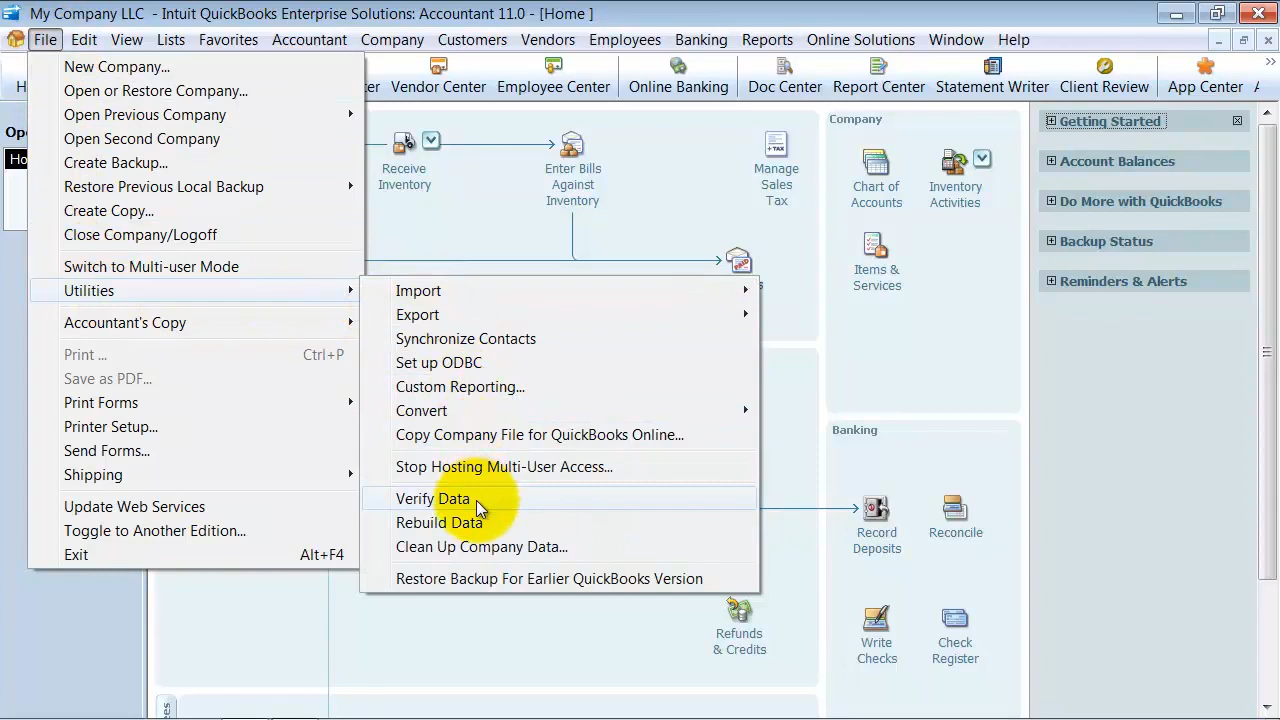 My Company LLC - Intuit QuickBooks Enterprise Solutions: Accountant 11.0 - [Home ]
File Edit View Lists Favorites Accountant Company Customers Vendors Employees Banking Reports Online Solutions Window Help
Vendor Center Employee Center Online Banking Doc Center Report Center Statement Writer Client Review App Center
New Company...
Open or Restore Company...
Open Previous Company
Open Second Company
Create Backup...
Restore Previous Local Backup
Create Copy...
Close Company/Logoff
Switch to Multi-user Mode
Utilities
Accountant's Copy
Print ... Ctrl+P
Save as PDF...
Print Forms
Printer Setup...
Send Forms...
Shipping
Update Web Services
Toggle to Another Edition...
Exit Alt+F4
Import
Export
Synchronize Contacts
Set up ODBC
Custom Reporting...
Convert
Copy Company File for QuickBooks Online...
Stop Hosting Multi-User Access...
Verify Data
Rebuild Data
Clean Up Company Data...
Restore Backup For Earlier QuickBooks Version
Receive
Inventory
Enter Bills
Against
Inventory
Manage
Sales
Tax
Refunds
& Credits
Company
Chart of
Accounts
Inventory
Activities
Items &
Services
Banking
Record
Deposits
Reconcile
Write
Checks
Check
Register
Getting Started
Account Balances
Do More with QuickBooks
Backup Status
Reminders & Alerts